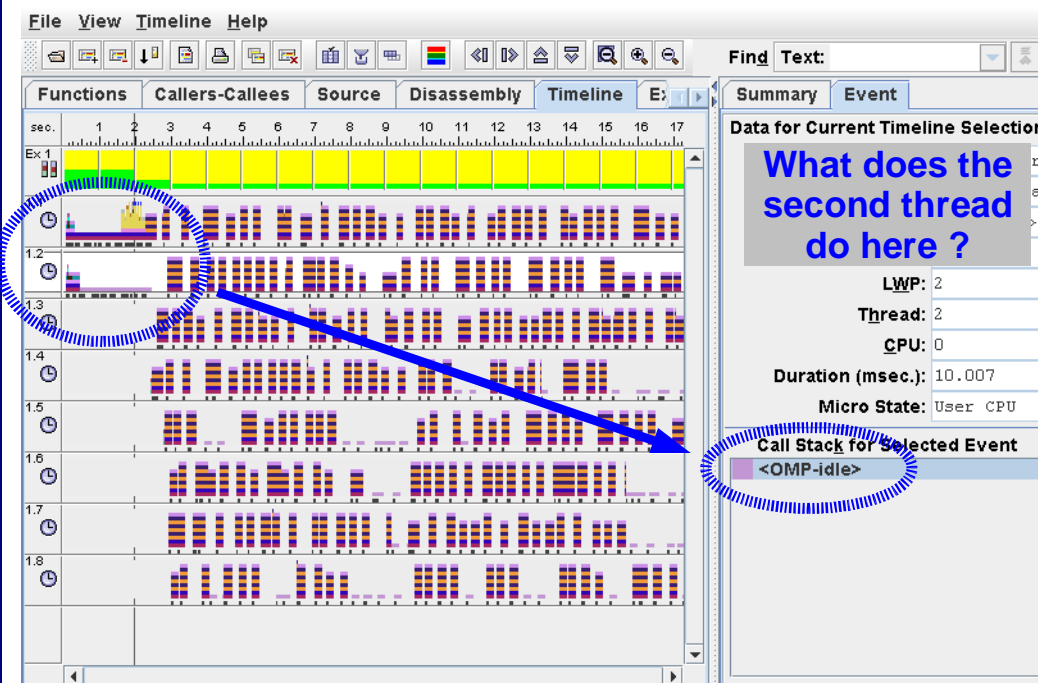 File View Timeline Help
Find Text:
Functions Callers-Callees Source Disassembly Timeline
Summary Event
sec. 1 2 3 4 5 6 7 8 9 10 11 12 13 14 15 16 17
Data for Current Timeline Selection
Ex 1
What does the
second thread
do here ?
1.2
LWP: 2
1.3
Thread: 2
CPU: 0
1.4
Duration (msec.): 10.007
Micro State: User CPU
1.5
Call Stack for Selected Event
1.6
<OMP-idle>
1.7
1.8